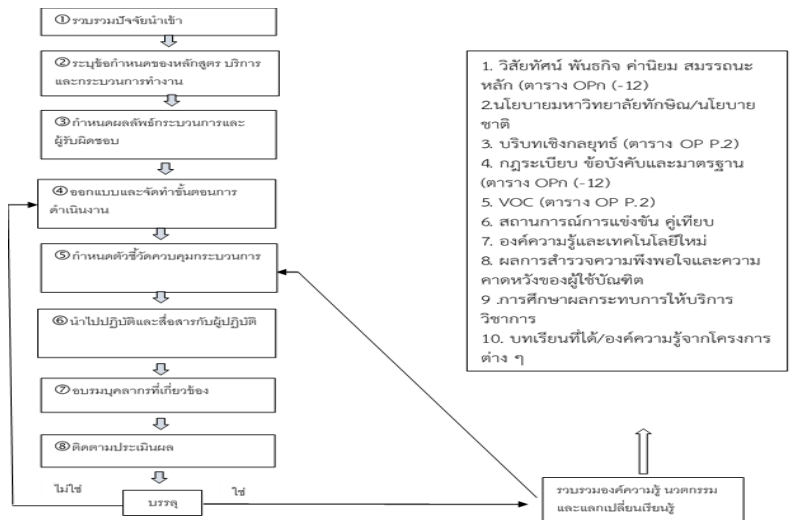 ①รวบรวมปัจจัยนำเข้า
②ระบุข้อกำหนดของหลักสูตร บริการ
และกระบวนการทำงาน
③กำหนดผลลัพธ์กระบวนการและ
ผู้รับผิดชอบ
④ออกแบบและจัดทำขั้นตอนการ
ดำเนินงาน
⑤กำหนดตัวชี้วัดควบคุมกระบวนการ
⑥นำไปปฏิบัติและสื่อสารกับผู้ปฏิบัติ
⑦อบรมบุคลากรที่เกี่ยวข้อง
⑧ติดตามประเมินผล
ไม่ใช่
บรรลุ
ใช่
1. วิสัยทัศน์ พันธกิจ ค่านิยม สมรรถนะ
หลัก (ตาราง OPก (-12)
2.นโยบายมหาวิทยาลัยทักษิณ/นโยบาย
ชาติ
3. บริบทเชิงกลยุทธ์ (ตาราง OP P.2)
4. กฎระเบียบ ข้อบังคับและมาตรฐาน
(ตาราง OPก (-12)
5. VOC (ตาราง OP P.2)
6. สถานการณ์การแข่งขัน คู่เทียบ
7. องค์ความรู้และเทคโนโลยีใหม่
8. ผลการสำรวจความพึงพอใจและความ
คาดหวังของผู้ใช้บัณฑิต
9 .การศึกษาผลกระทบการให้บริการ
วิชาการ
10. บทเรียนที่ได้/องค์ความรู้จากโครงการ
ต่าง ๆ
รวบรวมองค์ความรู้ นวตกรรม
และแลกเปลี่ยนเรียนรู้